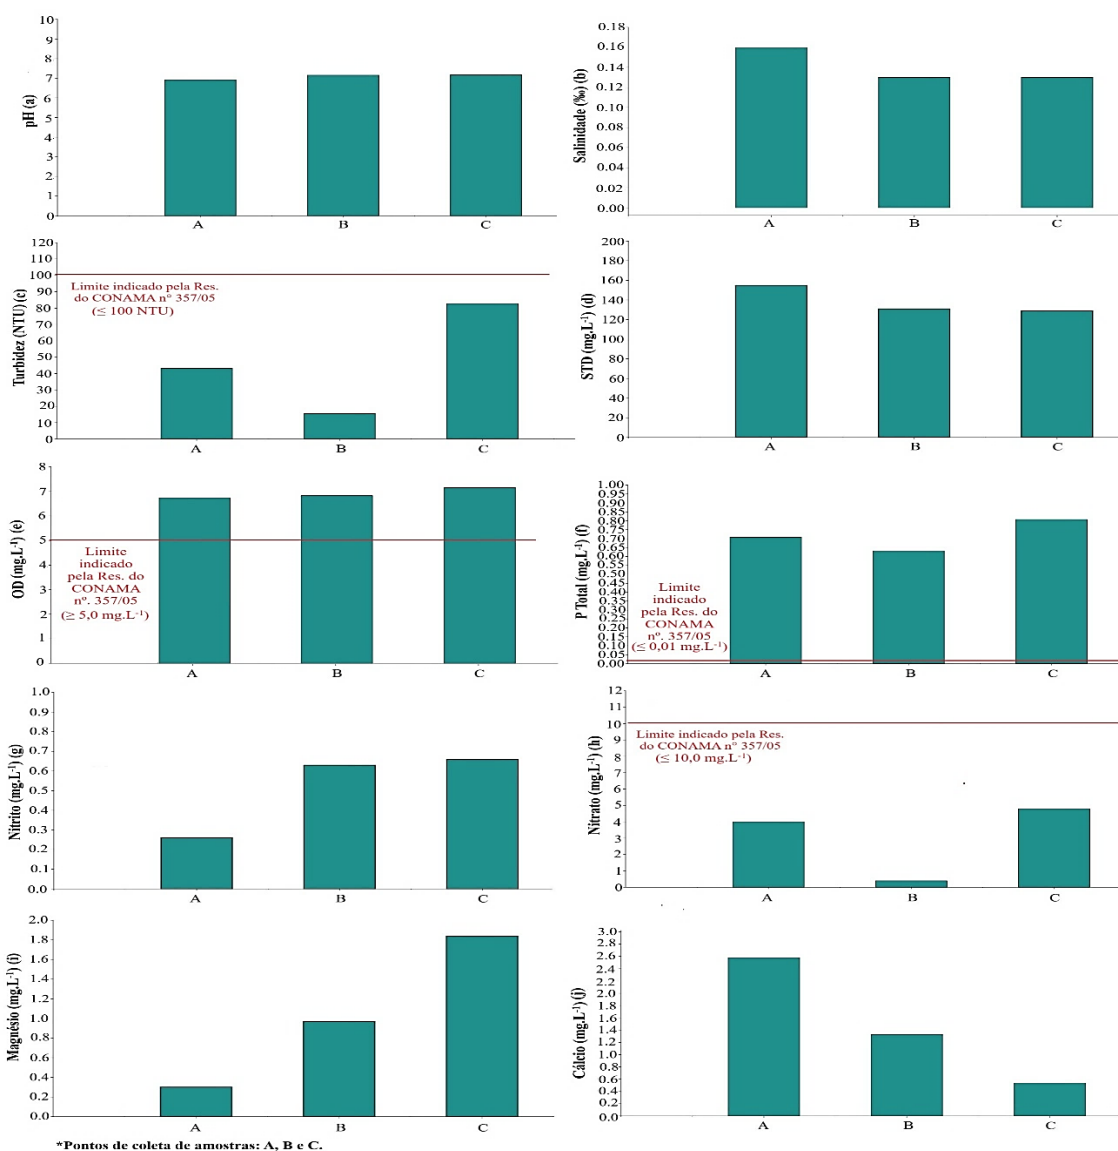 10
9
8
7
6
5
4
3
2
1
0
pH (a)
A
B
C
0.18
0.16
0.14
0.12
0.10
0.08
0.06
0.04
0.02
0.00
Salinidade (‰) (b)
A
B
C
120
110
100
90
80
70
60
50
40
30
20
10
0
Turbidez (NTU) (c)
Limite indicado pela Res.
do CONAMA nº 357/05
(≤ 100 NTU)
A
B
C
200
180
160
140
120
100
80
60
40
20
0
STD (mg.L⁻¹) (d)
A
B
C
8
7
6
5
4
3
2
1
0
OD (mg.L⁻¹) (e)
Limite
indicado
pela Res. do
CONAMA
nº. 357/05
(≥ 5,0 mg.L⁻¹)
A
B
C
1.00
0.95
0.90
0.85
0.80
0.75
0.70
0.65
0.60
0.55
0.50
0.45
0.40
0.35
0.30
0.25
0.20
0.15
0.10
0.05
0.00
P Total (mg.L⁻¹) (f)
Limite
indicado
pela Res. do
CONAMA
nº. 357/05
(≤ 0,01 mg.L⁻¹)
A
B
C
1.0
0.9
0.8
0.7
0.6
0.5
0.4
0.3
0.2
0.1
0.0
Nitrito (mg.L⁻¹) (g)
A
B
C
12
11
10
9
8
7
6
5
4
3
2
1
0
Nitrato (mg.L⁻¹) (h)
Limite indicado pela Res.
do CONAMA nº 357/05
(≤ 10,0 mg.L⁻¹)
A
B
C
2.0
1.8
1.6
1.4
1.2
1.0
0.8
0.6
0.4
0.2
0.0
Magnésio (mg.L⁻¹) (i)
A
B
C
3.0
2.8
2.6
2.4
2.2
2.0
1.8
1.6
1.4
1.2
1.0
0.8
0.6
0.4
0.2
0.0
Cálcio (mg.L⁻¹) (j)
A
B
C
*Pontos de coleta de amostras: A, B e C.